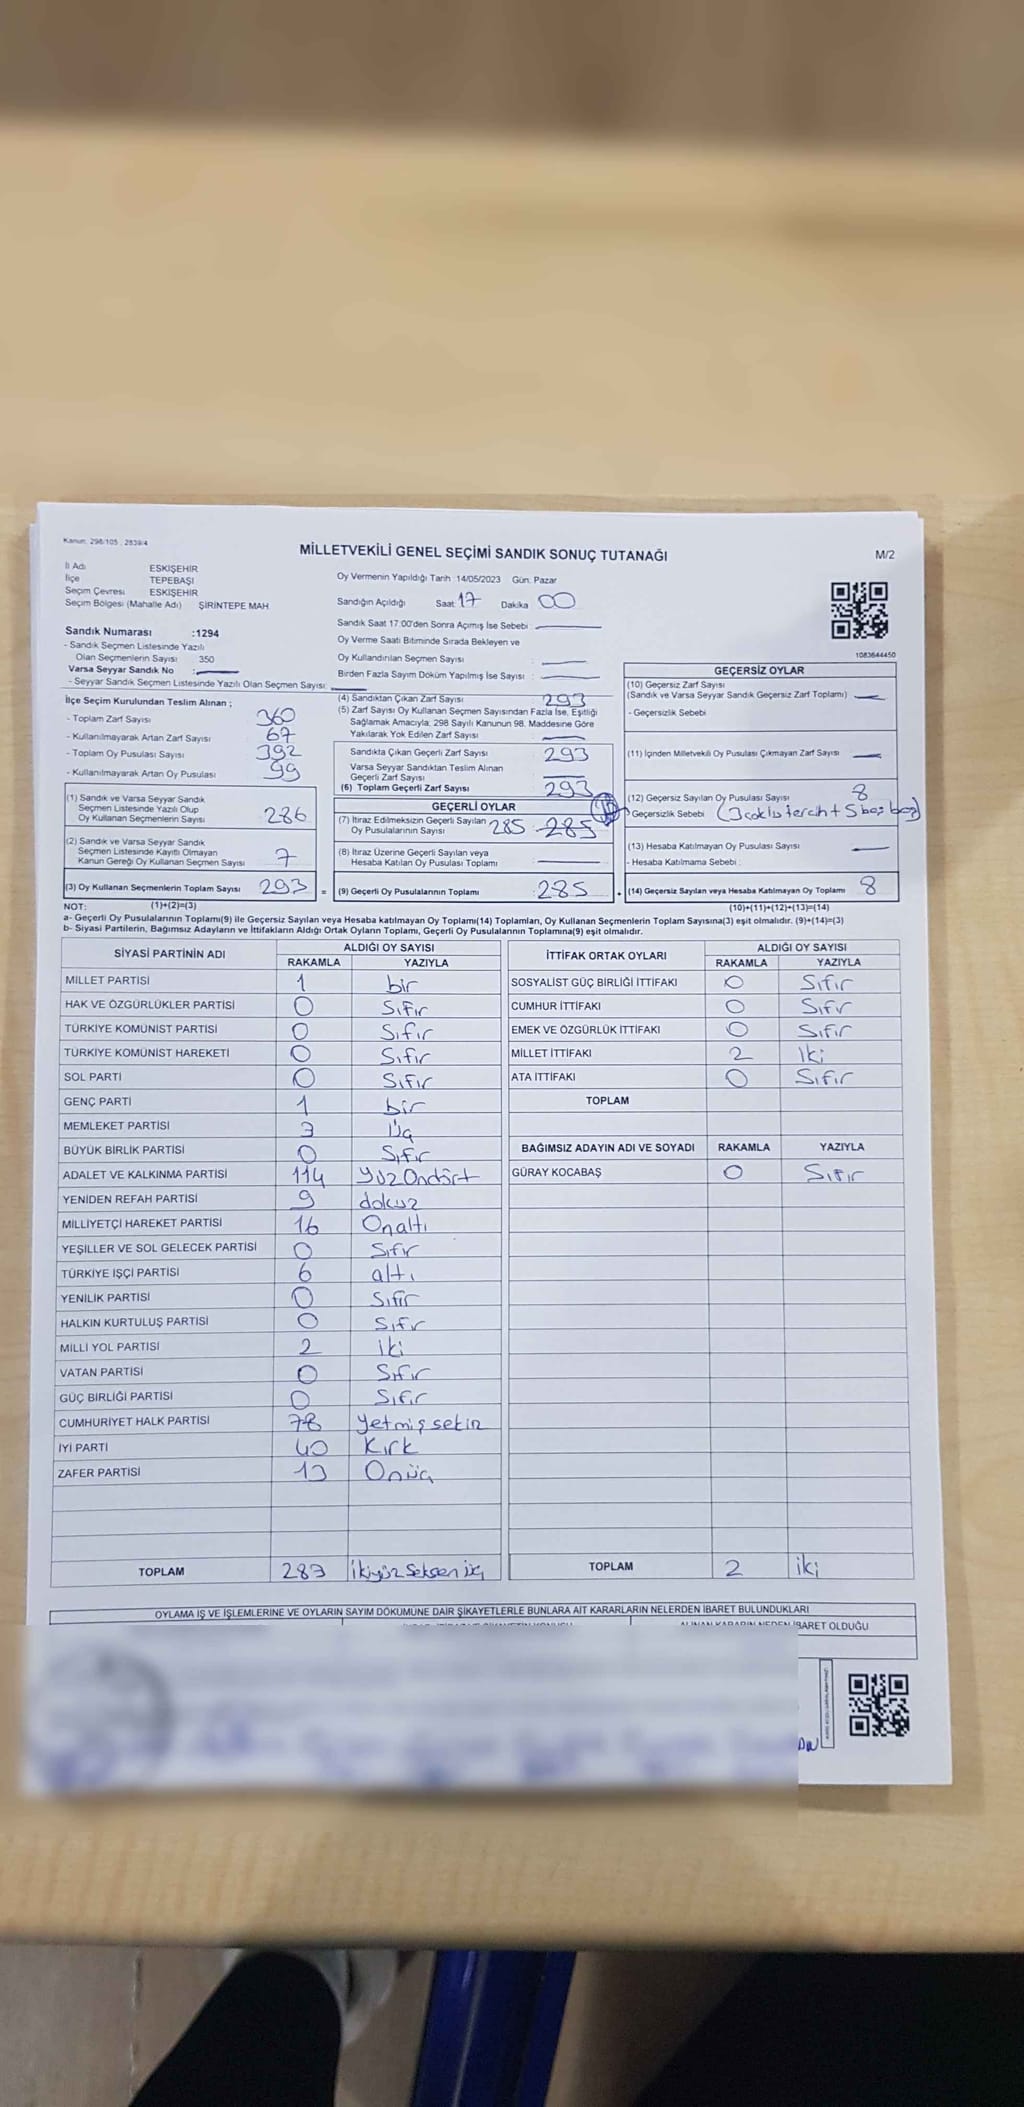 Kanun: 298/105 , 2839/4
MİLLETVEKİLİ GENEL SEÇİMİ SANDIK SONUÇ TUTANAĞI
M/2
İl Adı ESKİŞEHİR
İlçe TEPEBAŞI
Seçim Çevresi ESKİŞEHİR
Seçim Bölgesi (Mahalle Adı) ŞİRİNTEPE MAH
Sandık Numarası :1294
- Sandık Seçmen Listesinde Yazılı
Olan Seçmenlerin Sayısı 350
Varsa Seyyar Sandık No :
- Seyyar Sandık Seçmen Listesinde Yazılı Olan Seçmen Sayısı:
Oy Vermenin Yapıldığı Tarih 14/05/2023 Gün: Pazar
Sandığın Açıldığı Saat 17 Dakika 00
Sandık Saat 17:00'den Sonra Açımış İse Sebebi
Oy Verme Saati Bitiminde Sırada Bekleyen ve
Oy Kullandırılan Seçmen Sayısı :
Birden Fazla Sayım Döküm Yapılmış İse Sayısı :
1083644450
İlçe Seçim Kurulundan Teslim Alınan ;
- Toplam Zarf Sayısı 360
- Kullanılmayarak Artan Zarf Sayısı 67
- Toplam Oy Pusulası Sayısı 392
- Kullanılmayarak Artan Oy Pusulası 99
(4) Sandıktan Çıkan Zarf Sayısı 293
(5) Zarf Sayısı Oy Kullanan Seçmen Sayısından Fazla İse, Eşitliği
Sağlamak Amacıyla, 298 Sayılı Kanunun 98. Maddesine Göre
Yakılarak Yok Edilen Zarf Sayısı
Sandıkta Çıkan Geçerli Zarf Sayısı 293
Varsa Seyyar Sandıktan Teslim Alınan
Geçerli Zarf Sayısı
(6) Toplam Geçerli Zarf Sayısı 293
GEÇERSİZ OYLAR
(10) Geçersiz Zarf Sayısı
(Sandık ve Varsa Seyyar Sandık Geçersiz Zarf Toplamı)
- Geçersizlik Sebebi
(11) İçinden Milletvekili Oy Pusulası Çıkmayan Zarf Sayısı
(12) Geçersiz Sayılan Oy Pusulası Sayısı 8
Geçersizlik Sebebi (3 çoklu tercih + 5 boş boş)
(13) Hesaba Katılmayan Oy Pusulası Sayısı
- Hesaba Katılmama Sebebi :
(14) Geçersiz Sayılan veya Hesaba Katılmayan Oy Toplamı 8
(10)+(11)+(12)+(13)=(14)
(1) Sandık ve Varsa Seyyar Sandık
Seçmen Listesinde Yazılı Olup
Oy Kullanan Seçmenlerin Sayısı 286
(2) Sandık ve Varsa Seyyar Sandık
Seçmen Listesinde Kayıtlı Olmayan
Kanun Gereği Oy Kullanan Seçmen Sayısı 7
(3) Oy Kullanan Seçmenlerin Toplam Sayısı 293 =
(1)+(2)=(3)
GEÇERLİ OYLAR
(7) İtiraz Edilmeksizin Geçerli Sayılan
Oy Pusulalarının Sayısı 285 285
(8) İtiraz Üzerine Geçerli Sayılan veya
Hesaba Katılan Oy Pusulası Toplamı
(9) Geçerli Oy Pusulalarının Toplamı 285 +
NOT:
a- Geçerli Oy Pusulalarının Toplamı(9) ile Geçersiz Sayılan veya Hesaba katılmayan Oy Toplamı(14) Toplamları, Oy Kullanan Seçmenlerin Toplam Sayısına(3) eşit olmalıdır. (9)+(14)=(3)
b- Siyasi Partilerin, Bağımsız Adayların ve İttifakların Aldığı Ortak Oyların Toplamı, Geçerli Oy Pusulalarının Toplamına(9) eşit olmalıdır.
SİYASİ PARTİNİN ADI ALDIĞI OY SAYISI
RAKAMLA YAZIYLA
MİLLET PARTİSİ 1 bir
HAK VE ÖZGÜRLÜKLER PARTİSİ 0 Sıfır
TÜRKİYE KOMÜNİST PARTİSİ 0 Sıfır
TÜRKİYE KOMÜNİST HAREKETİ 0 Sıfır
SOL PARTİ 0 Sıfır
GENÇ PARTİ 1 bir
MEMLEKET PARTİSİ 3 Üç
BÜYÜK BİRLİK PARTİSİ 0 Sıfır
ADALET VE KALKINMA PARTİSİ 114 YüzOndört
YENİDEN REFAH PARTİSİ 9 dokuz
MİLLİYETÇİ HAREKET PARTİSİ 16 Onaltı
YEŞİLLER VE SOL GELECEK PARTİSİ 0 Sıfır
TÜRKİYE İŞÇİ PARTİSİ 6 altı
YENİLİK PARTİSİ 0 Sıfır
HALKIN KURTULUŞ PARTİSİ 0 Sıfır
MİLLİ YOL PARTİSİ 2 iki
VATAN PARTİSİ 0 Sıfır
GÜÇ BİRLİĞİ PARTİSİ 0 Sıfır
CUMHURİYET HALK PARTİSİ 78 Yetmişsekiz
İYİ PARTİ 40 Kırk
ZAFER PARTİSİ 13 Onüç
TOPLAM 283 İkiyüzSeksenüç
İTTİFAK ORTAK OYLARI ALDIĞI OY SAYISI
RAKAMLA YAZIYLA
SOSYALİST GÜÇ BİRLİĞİ İTTİFAKI 0 Sıfır
CUMHUR İTTİFAKI 0 Sıfır
EMEK VE ÖZGÜRLÜK İTTİFAKI 0 Sıfır
MİLLET İTTİFAKI 2 İki
ATA İTTİFAKI 0 Sıfır
TOPLAM
BAĞIMSIZ ADAYIN ADI VE SOYADI RAKAMLA YAZIYLA
GÜRAY KOCABAŞ 0 Sıfır
TOPLAM 2 iki
OYLAMA İŞ VE İŞLEMLERİNE VE OYLARIN SAYIM DÖKÜMÜNE DAİR ŞİKAYETLERLE BUNLARA AİT KARARLARIN NELERDEN İBARET BULUNDUKLARI
ALINAN KARARIN NEDEN İBARET OLDUĞU